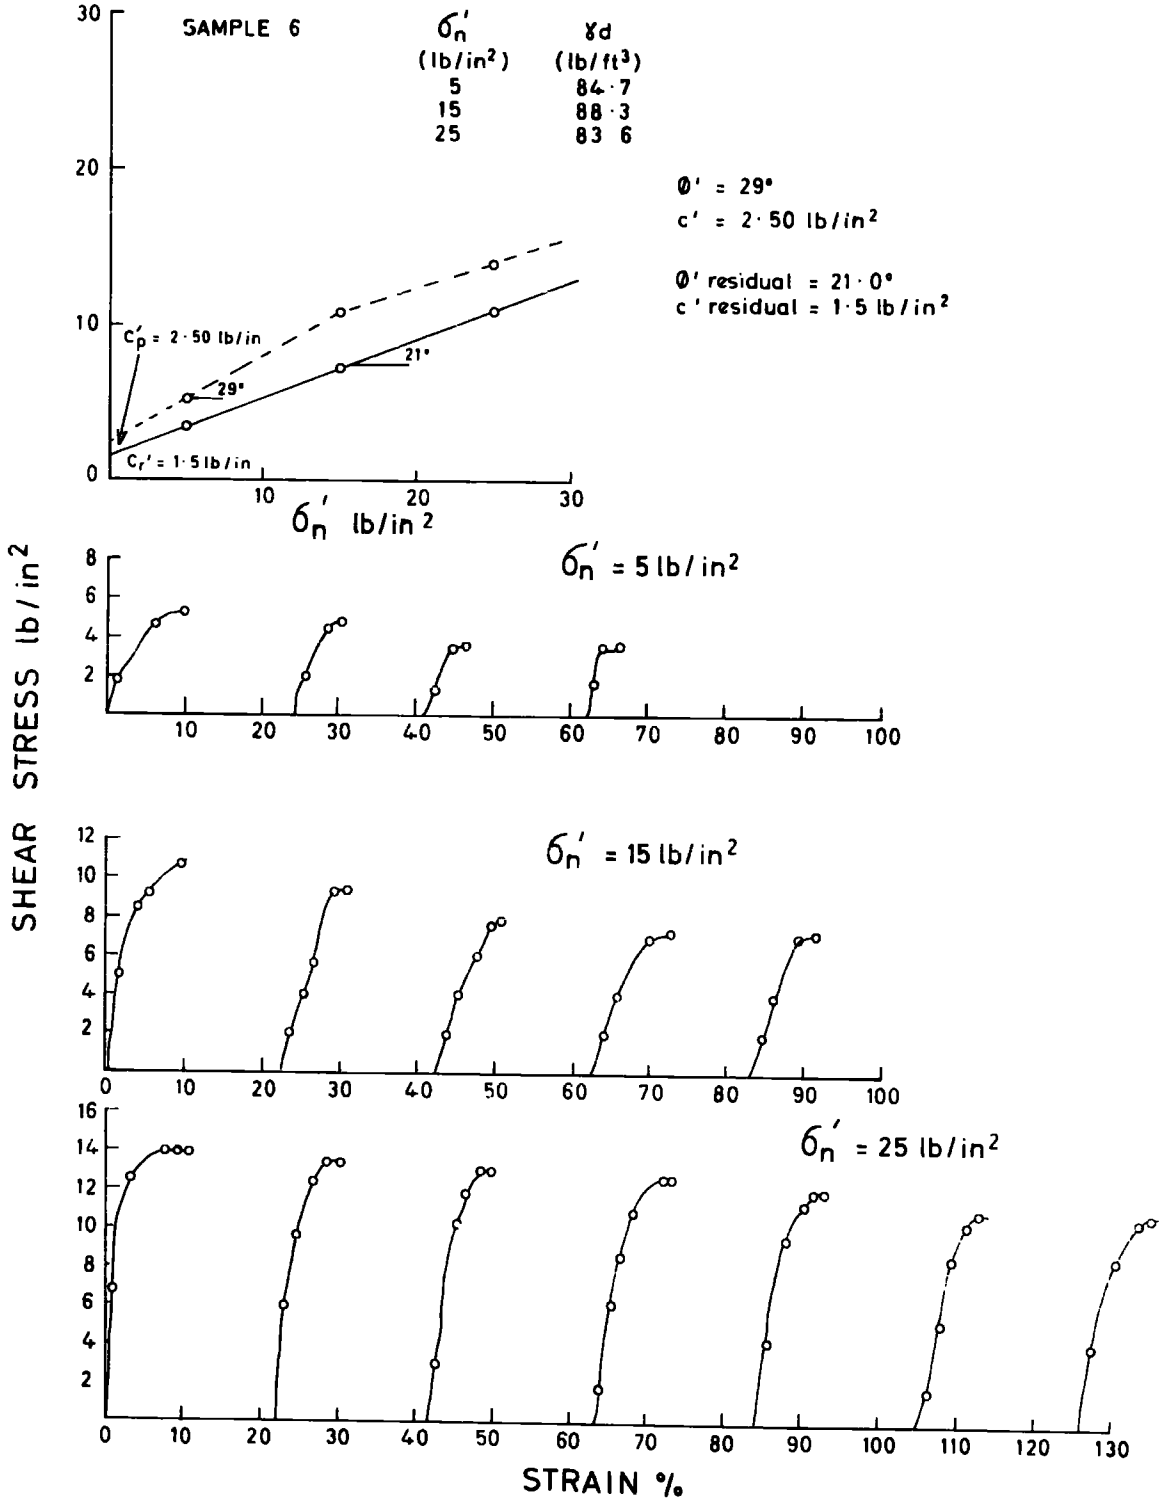 30
SAMPLE 6
σn' γd
(lb/in²) (lb/ft³)
5 84·7
15 88·3
25 83 6
20
Ø' = 29°
c' = 2·50 lb/in²
Ø' residual = 21·0°
c' residual = 1·5 lb/in²
10
C'p = 2·50 lb/in
21°
29°
Cr' = 1·5 lb/in
0
10 20 30
σn' lb/in²
SHEAR STRESS lb/in²
σn' = 5 lb/in²
8
6
4
2
10 20 30 40 50 60 70 80 90 100
σn' = 15 lb/in²
12
10
8
6
4
2
0 10 20 30 40 50 60 70 80 90 100
σn' = 25 lb/in²
16
14
12
10
8
6
4
2
0 10 20 30 40 50 60 70 80 90 100 110 120 130
STRAIN %